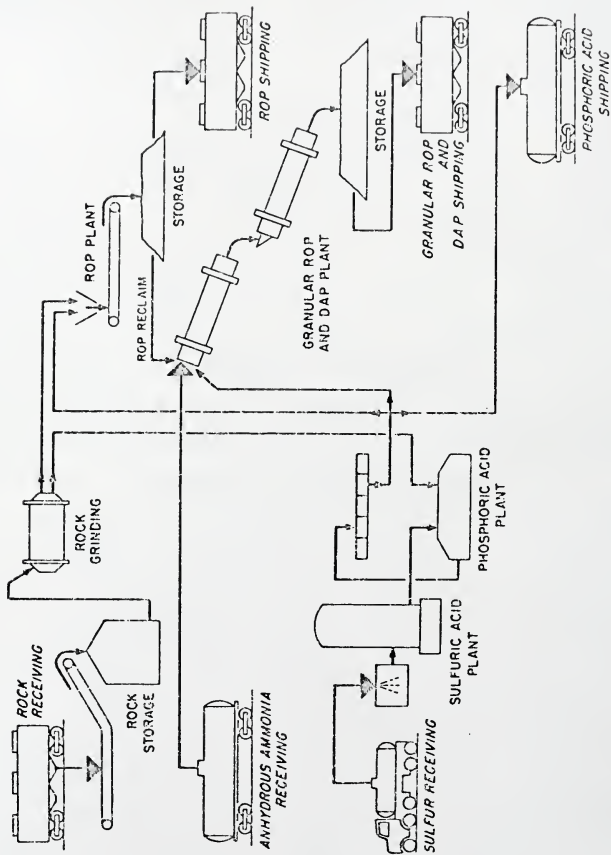 ROCK
RECEIVING
ROCK
STORAGE
ROCK
GRINDING
ROP PLANT
STORAGE
ROP SHIPPING
ROP RECLAIM
ANHYDROUS AMMONIA
RECEIVING
GRANULAR ROP
AND DAP PLANT
STORAGE
GRANULAR ROP
AND
DAP SHIPPING
SULFUR RECEIVING
SULFURIC ACID
PLANT
PHOSPHORIC ACID
PLANT
PHOSPHORIC ACID
SHIPPING